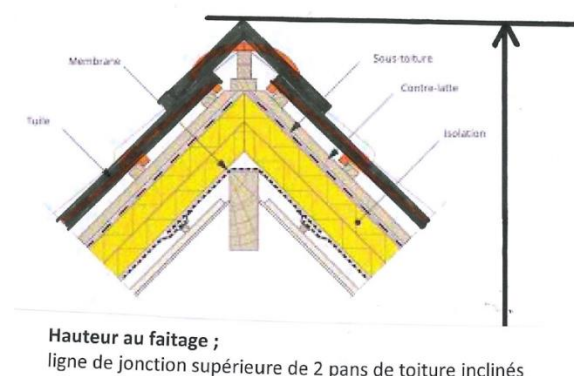 Membrane
Sous-toiture
Contre-latte
Tuile
Isolation
Hauteur au faitage ;
ligne de jonction supérieure de 2 pans de toiture inclinés